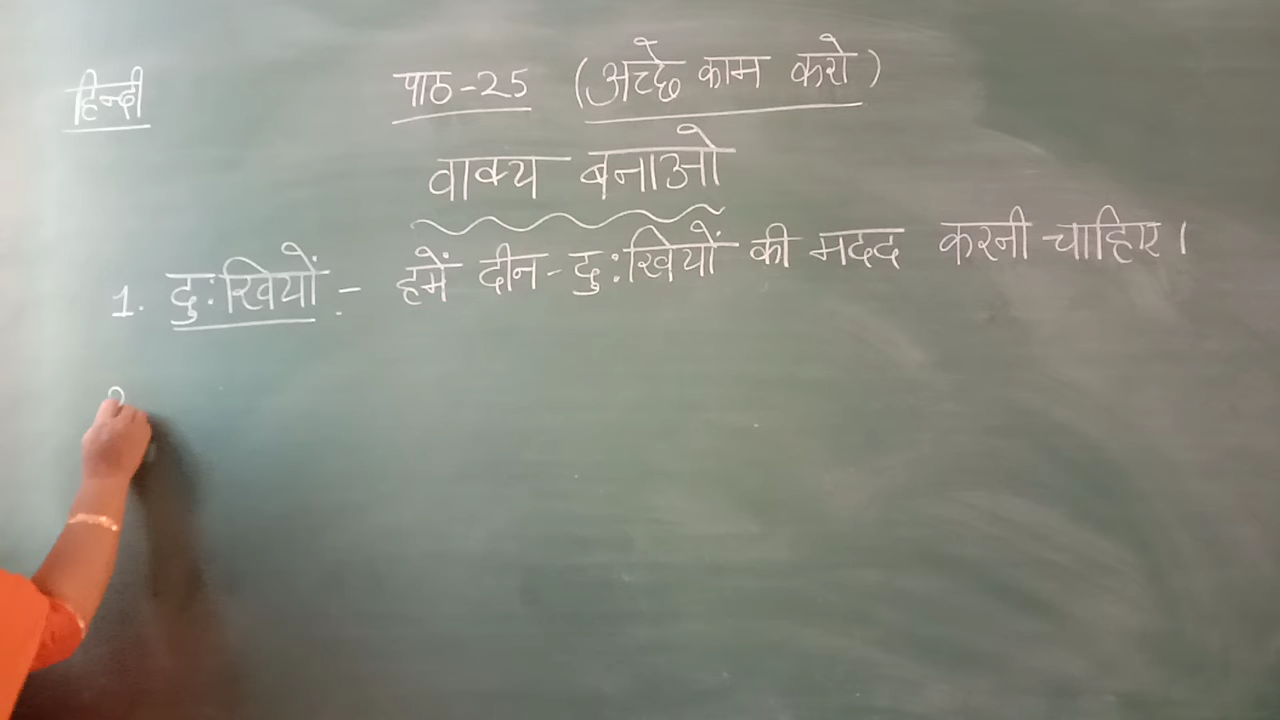 हिन्दी पाठ-25 (अच्छे काम करो)
वाक्य बनाओ
1. दुःखियों - हमें दीन-दुःखियों की मदद करनी चाहिए।